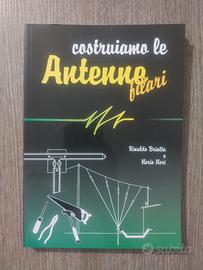 costruiamo le
Antenne
filari
Rinaldo Briatta
e
Nerio Neri
subito